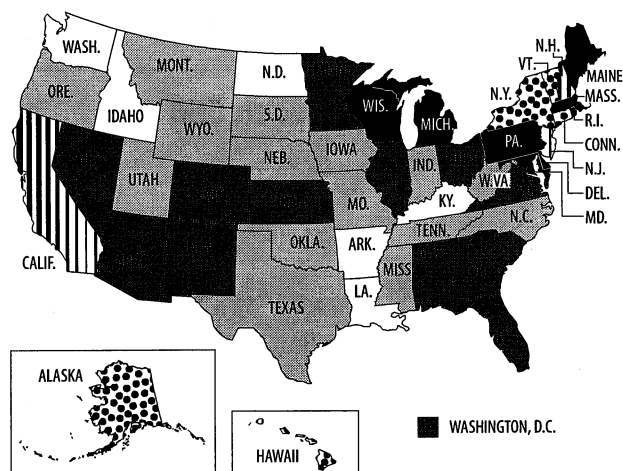 WASH.
MONT.
N.D.
N.H.
VT.
MAINE
ORE.
IDAHO
S.D.
WIS.
N.Y.
MASS.
WYO.
MICH.
R.I.
NEB.
IOWA
PA.
CONN.
UTAH
IND.
N.J.
W.VA
DEL.
MO.
KY.
MD.
CALIF.
OKLA.
ARK.
TENN.
N.C.
TEXAS
LA.
MISS
ALASKA
HAWAII
WASHINGTON, D.C.